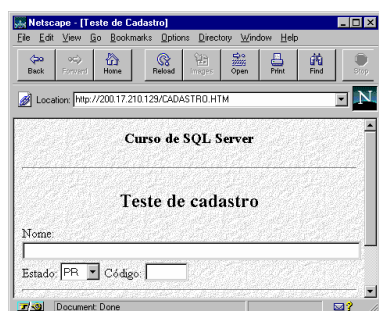 Netscape - [Teste de Cadastro]
File Edit View Go Bookmarks Options Directory Window Help
Back Forward Home Reload Images Open Print Find Stop
Location: http://200.17.210.129/CADASTRO.HTM
N
Curso de SQL Server
Teste de cadastro
Nome:
Estado: PR Código:
Document: Done